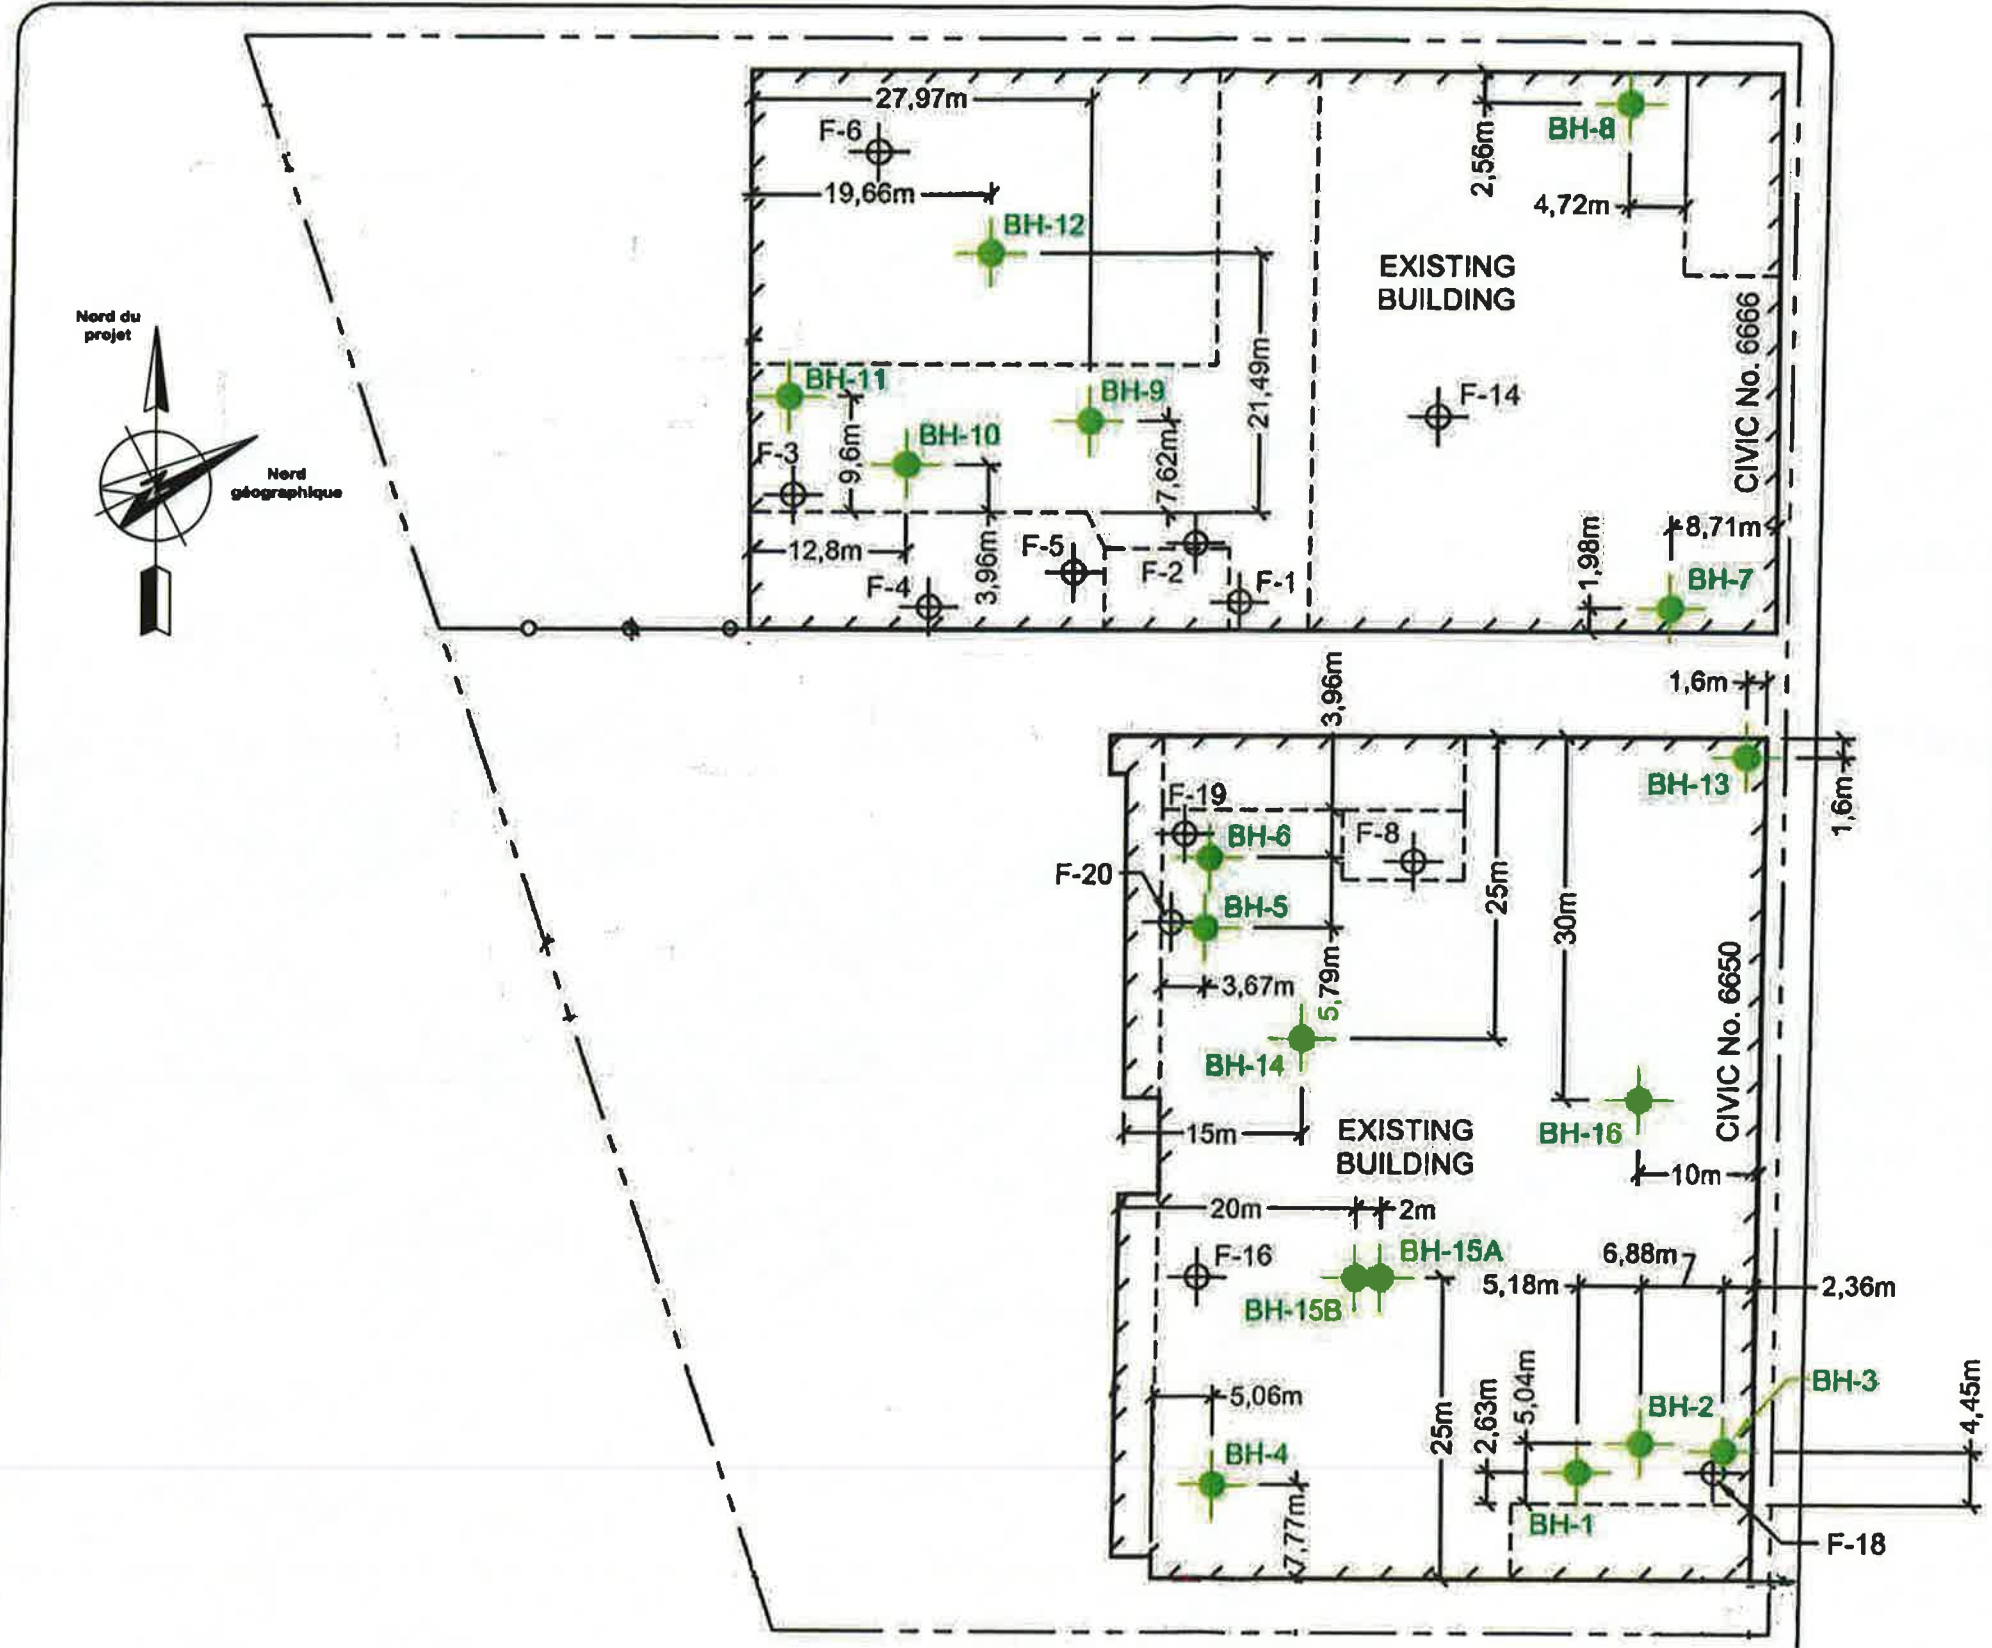 27,97m
F-6
19,66m
BH-12
2,56m
BH-8
4,72m
EXISTING
BUILDING
CIVIC No. 6666
Nord du
projet
Nord
géographique
BH-11
BH-9
21,49m
F-14
F-3
9,6m
BH-10
7,62m
12,8m
3,96m
F-5
F-2
F-4
F-1
1,98m
8,71m
BH-7
3,96m
1,6m
BH-13
1,6m
F-19
BH-6
F-8
F-20
BH-5
25m
30m
3,67m
5,79m
BH-14
CIVIC No. 6650
15m
EXISTING
BUILDING
BH-16
10m
20m
2m
F-16
BH-15A
BH-15B
6,88m
5,18m
2,36m
5,06m
25m
2,63m
5,04m
BH-2
BH-3
4,45m
BH-4
7,77m
BH-1
F-18